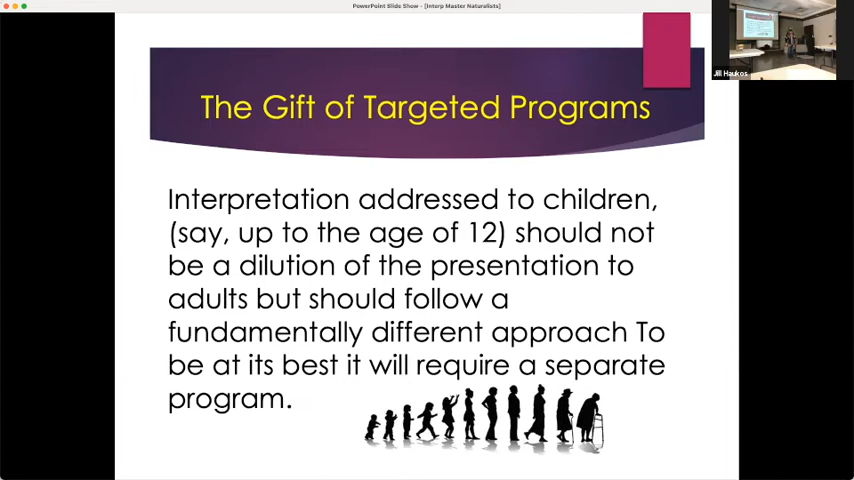 PowerPoint Slide Show - [Interp Master Naturalists]
Jill Haukos
The Gift of Targeted Programs
Interpretation addressed to children,
(say, up to the age of 12) should not
be a dilution of the presentation to
adults but should follow a
fundamentally different approach To
be at its best it will require a separate
program.